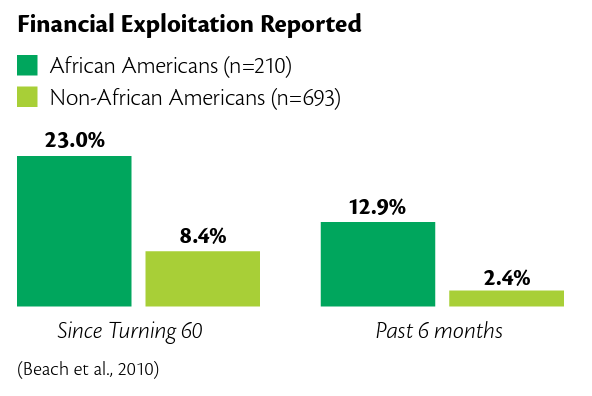 Financial Exploitation Reported
African Americans (n=210)
Non-African Americans (n=693)
23.0%
8.4%
12.9%
2.4%
Since Turning 60
Past 6 months
(Beach et al., 2010)